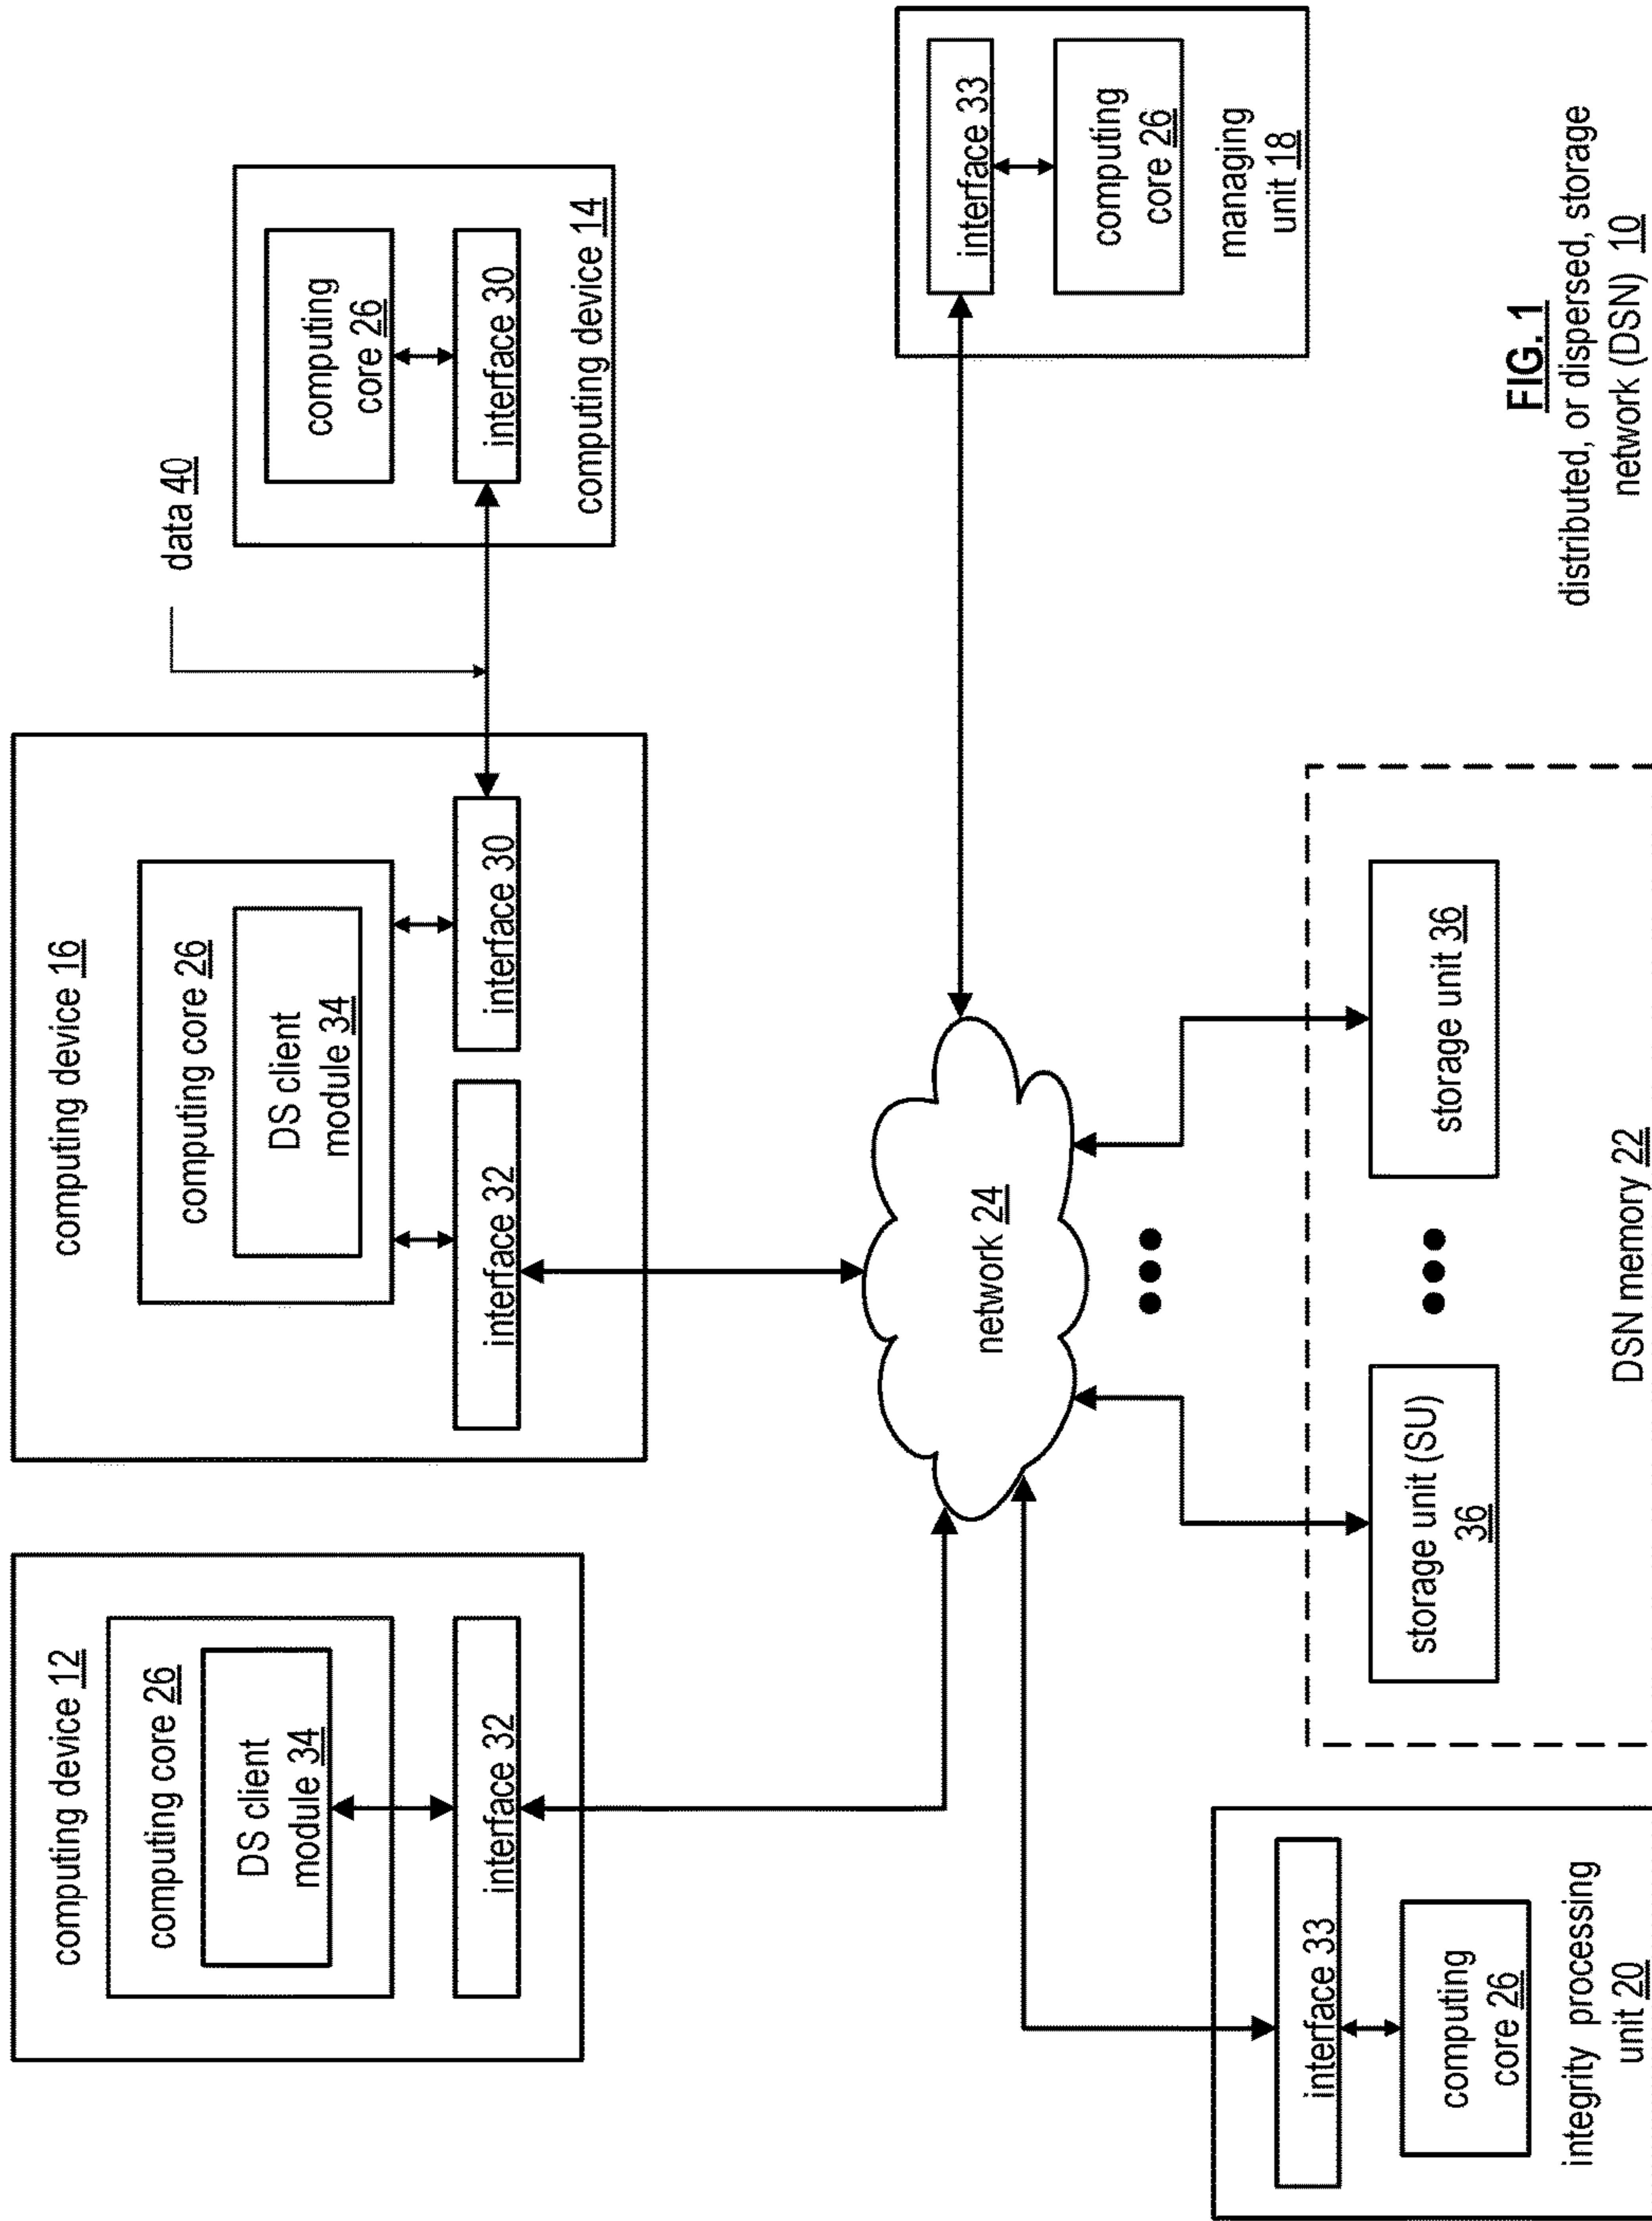 computing device 12
computing core 26
DS client
module 34
interface 32
computing device 16
computing core 26
DS client
module 34
interface 32
interface 30
data 40
computing
core 26
interface 30
computing device 14
network 24
interface 33
computing
core 26
managing
unit 18
interface 33
computing
core 26
integrity processing
unit 20
storage unit (SU)
36
storage unit 36
DSN memory 22
FIG. 1
distributed, or dispersed, storage
network (DSN) 10